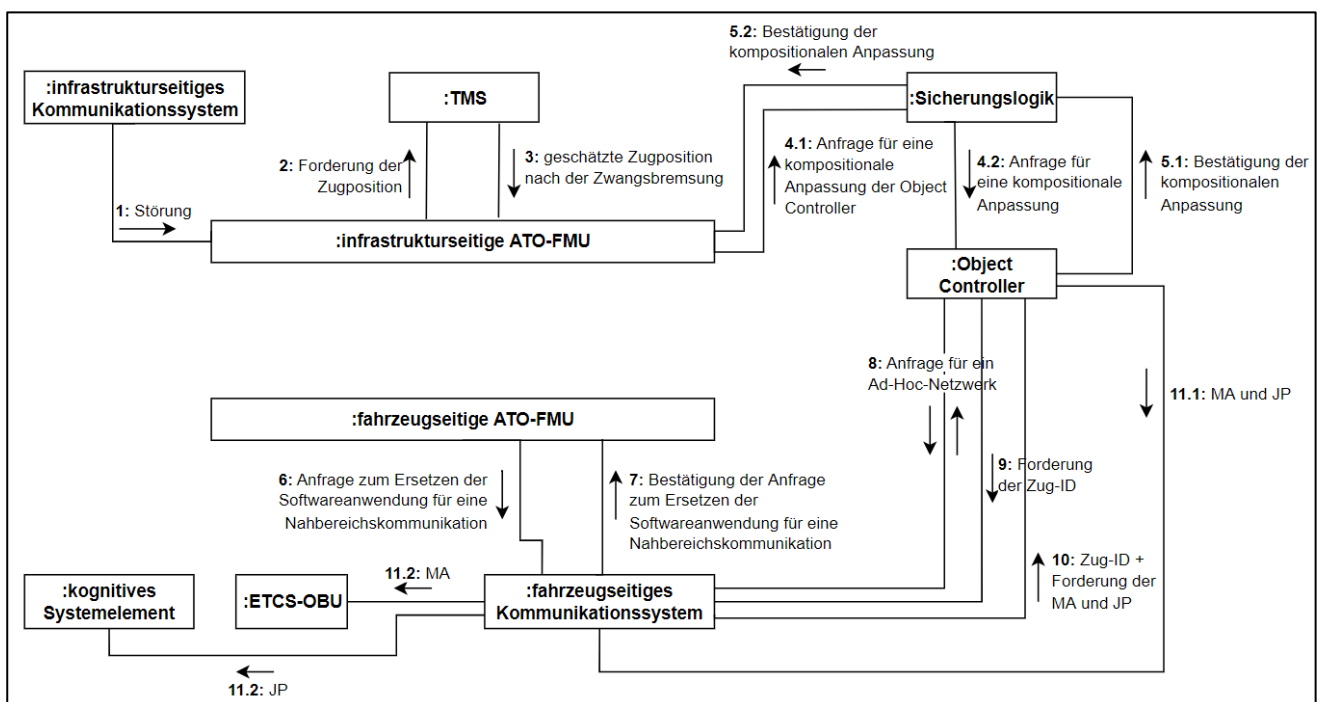 5.2: Bestätigung der
kompositionalen Anpassung
:infrastrukturseitiges
Kommunikationssystem
:TMS
:Sicherungslogik
2: Forderung der
Zugposition
3: geschätzte Zugposition
nach der Zwangsbremsung
4.1: Anfrage für eine
kompositionale
Anpassung der Object
Controller
4.2: Anfrage für
eine kompositionale
Anpassung
5.1: Bestätigung der
kompositionalen
Anpassung
1: Störung
:infrastrukturseitige ATO-FMU
:Object
Controller
8: Anfrage für ein
Ad-Hoc-Netzwerk
11.1: MA und JP
:fahrzeugseitige ATO-FMU
6: Anfrage zum Ersetzen der
Softwareanwendung für eine
Nahbereichskommunikation
7: Bestätigung der Anfrage
zum Ersetzen der
Softwareanwendung für eine
Nahbereichskommunikation
9: Forderung
der Zug-ID
10: Zug-ID +
Forderung der
MA und JP
11.2: MA
:kognitives
Systemelement
:ETCS-OBU
:fahrzeugseitiges
Kommunikationssystem
11.2: JP